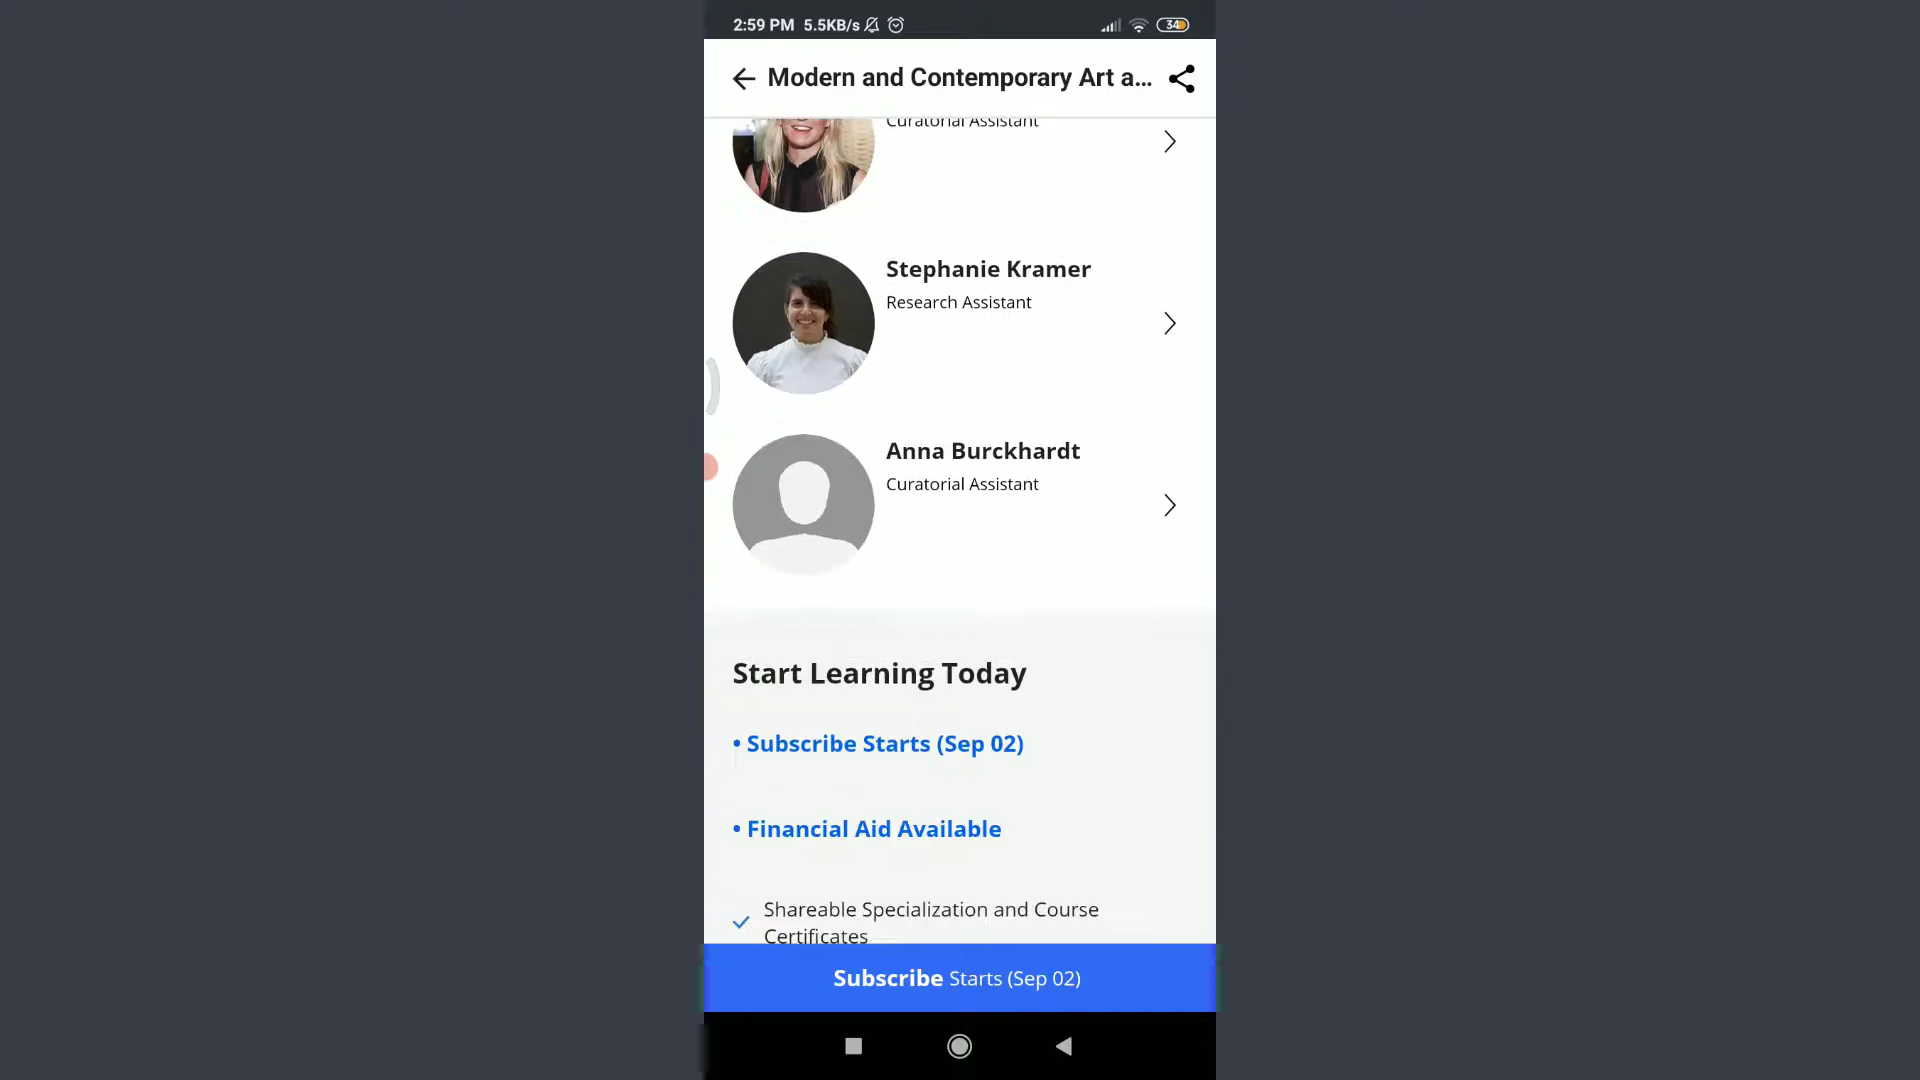 2:59 PM 5.5KB/s 34
Modern and Contemporary Art a...
Curatorial Assistant
Stephanie Kramer
Research Assistant
Anna Burckhardt
Curatorial Assistant
Start Learning Today
• Subscribe Starts (Sep 02)
• Financial Aid Available
Shareable Specialization and Course
Certificates
Subscribe Starts (Sep 02)